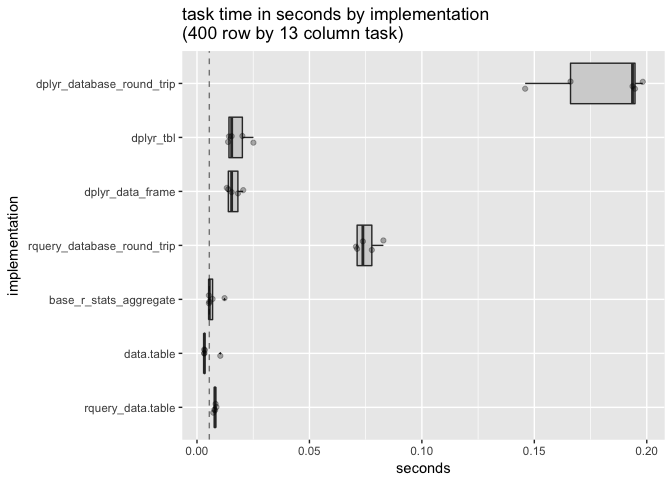 task time in seconds by implementation
(400 row by 13 column task)
implementation
dplyr_database_round_trip
dplyr_tbl
dplyr_data_frame
rquery_database_round_trip
base_r_stats_aggregate
data.table
rquery_data.table
0.00 0.05 0.10 0.15 0.20
seconds